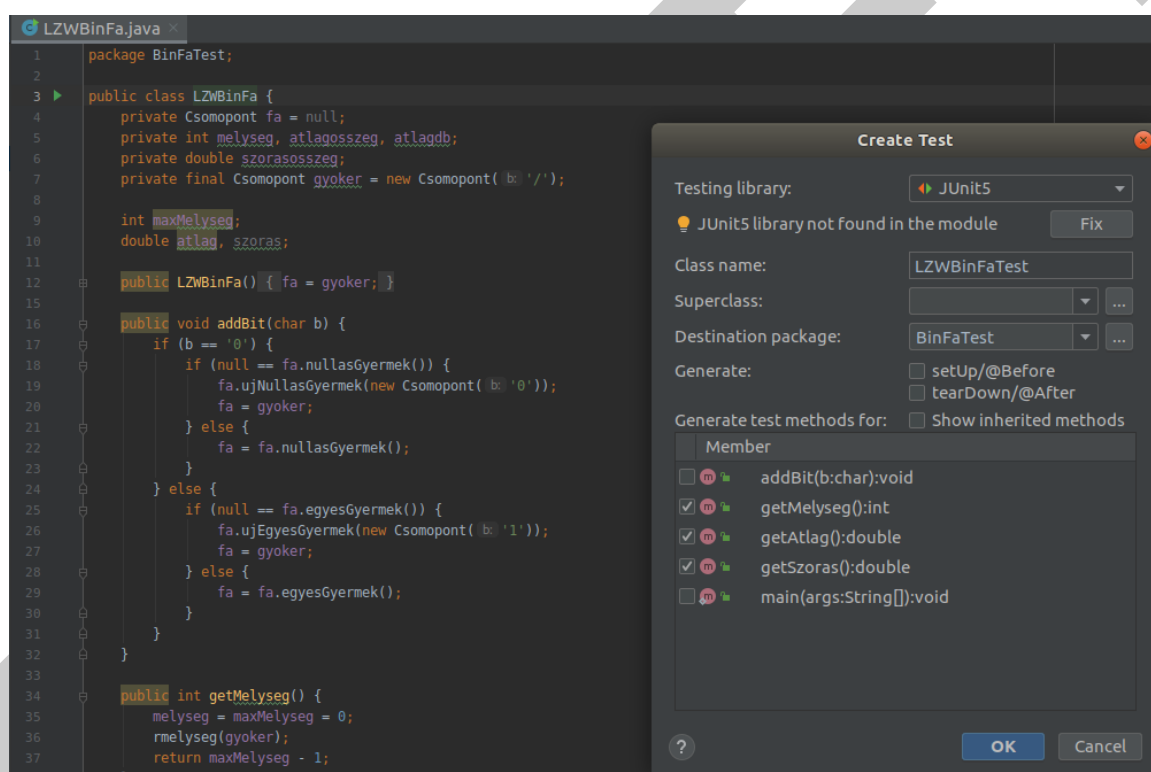 LZWBinFa.java
1 package BinFaTest;
2
3 public class LZWBinFa {
4 private Csomopont fa = null;
5 private int melyseg, atlagosszeg, atlagdb;
6 private double szorasosszeg;
7 private final Csomopont gyoker = new Csomopont( b: '/');
8
9 int maxMelyseg;
10 double atlag, szoras;
11
12 public LZWBinFa() { fa = gyoker; }
15
16 public void addBit(char b) {
17 if (b == '0') {
18 if (null == fa.nullasGyermek()) {
19 fa.ujNullasGyermek(new Csomopont( b: '0'));
20 fa = gyoker;
21 } else {
22 fa = fa.nullasGyermek();
23 }
24 } else {
25 if (null == fa.egyesGyermek()) {
26 fa.ujEgyesGyermek(new Csomopont( b: '1'));
27 fa = gyoker;
28 } else {
29 fa = fa.egyesGyermek();
30 }
31 }
32 }
33
34 public int getMelyseg() {
35 melyseg = maxMelyseg = 0;
36 rmelyseg(gyoker);
37 return maxMelyseg - 1;
Create Test
Testing library: JUnit5
JUnit5 library not found in the module Fix
Class name: LZWBinFaTest
Superclass: ...
Destination package: BinFaTest ...
Generate: setUp/@Before
tearDown/@After
Generate test methods for: Show inherited methods
Member
m addBit(b:char):void
m getMelyseg():int
m getAtlag():double
m getSzoras():double
m main(args:String[]):void
? OK Cancel